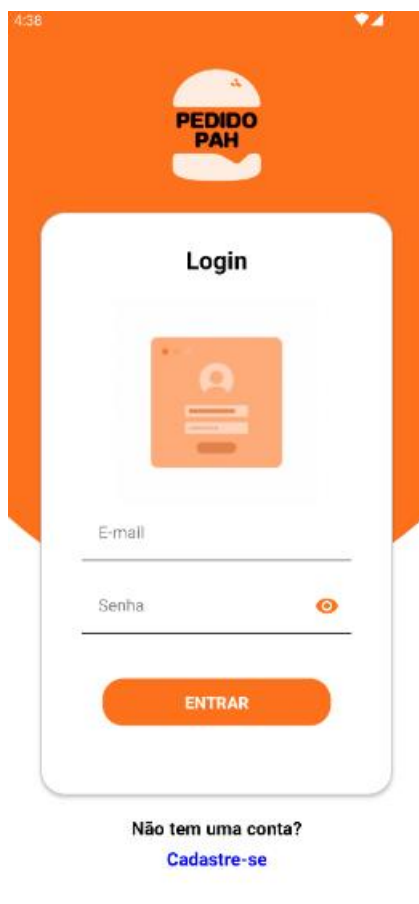 4:38
PEDIDO
PAH
Login
E-mail
Senha
ENTRAR
Não tem uma conta?
Cadastre-se